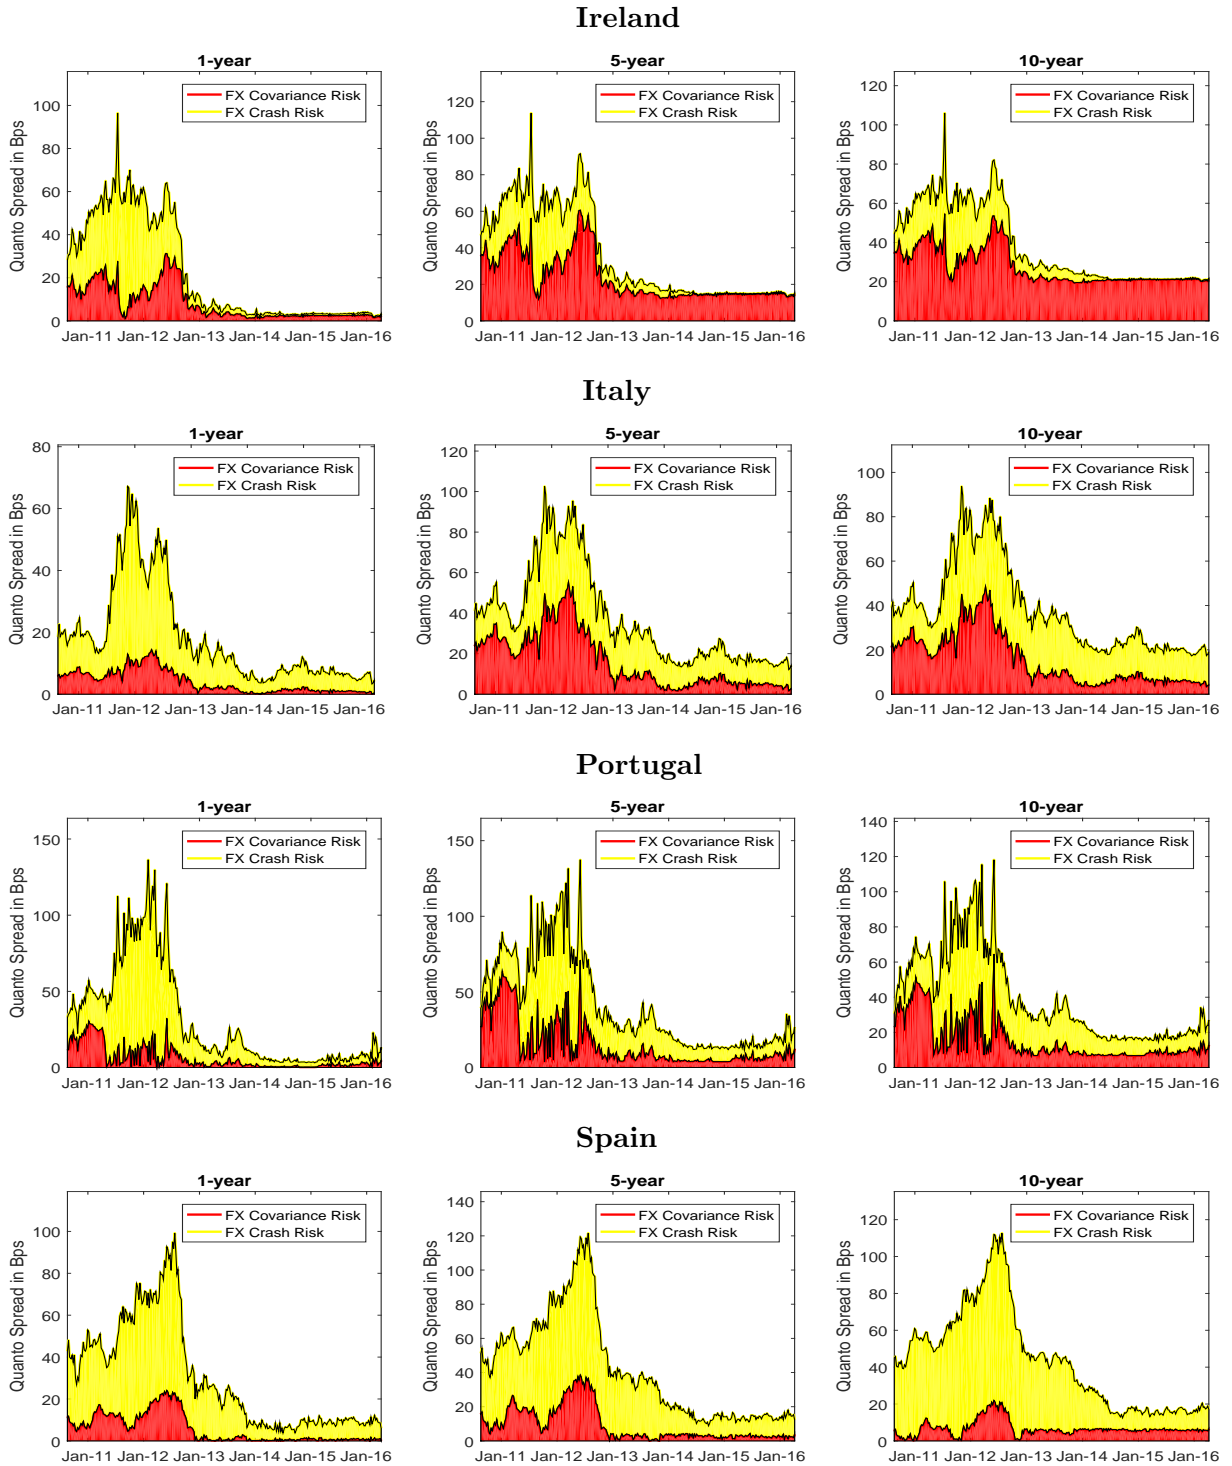 Ireland
1-year
Quanto Spread in Bps
100
80
60
40
20
0
FX Covariance Risk
FX Crash Risk
Jan-11 Jan-12 Jan-13 Jan-14 Jan-15 Jan-16
5-year
Quanto Spread in Bps
120
100
80
60
40
20
0
FX Covariance Risk
FX Crash Risk
Jan-11 Jan-12 Jan-13 Jan-14 Jan-15 Jan-16
10-year
Quanto Spread in Bps
120
100
80
60
40
20
0
FX Covariance Risk
FX Crash Risk
Jan-11 Jan-12 Jan-13 Jan-14 Jan-15 Jan-16
Italy
1-year
Quanto Spread in Bps
80
60
40
20
0
FX Covariance Risk
FX Crash Risk
Jan-11 Jan-12 Jan-13 Jan-14 Jan-15 Jan-16
5-year
Quanto Spread in Bps
120
100
80
60
40
20
0
FX Covariance Risk
FX Crash Risk
Jan-11 Jan-12 Jan-13 Jan-14 Jan-15 Jan-16
10-year
Quanto Spread in Bps
100
80
60
40
20
0
FX Covariance Risk
FX Crash Risk
Jan-11 Jan-12 Jan-13 Jan-14 Jan-15 Jan-16
Portugal
1-year
Quanto Spread in Bps
150
100
50
0
FX Covariance Risk
FX Crash Risk
Jan-11 Jan-12 Jan-13 Jan-14 Jan-15 Jan-16
5-year
Quanto Spread in Bps
150
100
50
0
FX Covariance Risk
FX Crash Risk
Jan-11 Jan-12 Jan-13 Jan-14 Jan-15 Jan-16
10-year
Quanto Spread in Bps
140
120
100
80
60
40
20
0
FX Covariance Risk
FX Crash Risk
Jan-11 Jan-12 Jan-13 Jan-14 Jan-15 Jan-16
Spain
1-year
Quanto Spread in Bps
100
80
60
40
20
0
FX Covariance Risk
FX Crash Risk
Jan-11 Jan-12 Jan-13 Jan-14 Jan-15 Jan-16
5-year
Quanto Spread in Bps
140
120
100
80
60
40
20
0
FX Covariance Risk
FX Crash Risk
Jan-11 Jan-12 Jan-13 Jan-14 Jan-15 Jan-16
10-year
Quanto Spread in Bps
120
100
80
60
40
20
0
FX Covariance Risk
FX Crash Risk
Jan-11 Jan-12 Jan-13 Jan-14 Jan-15 Jan-16